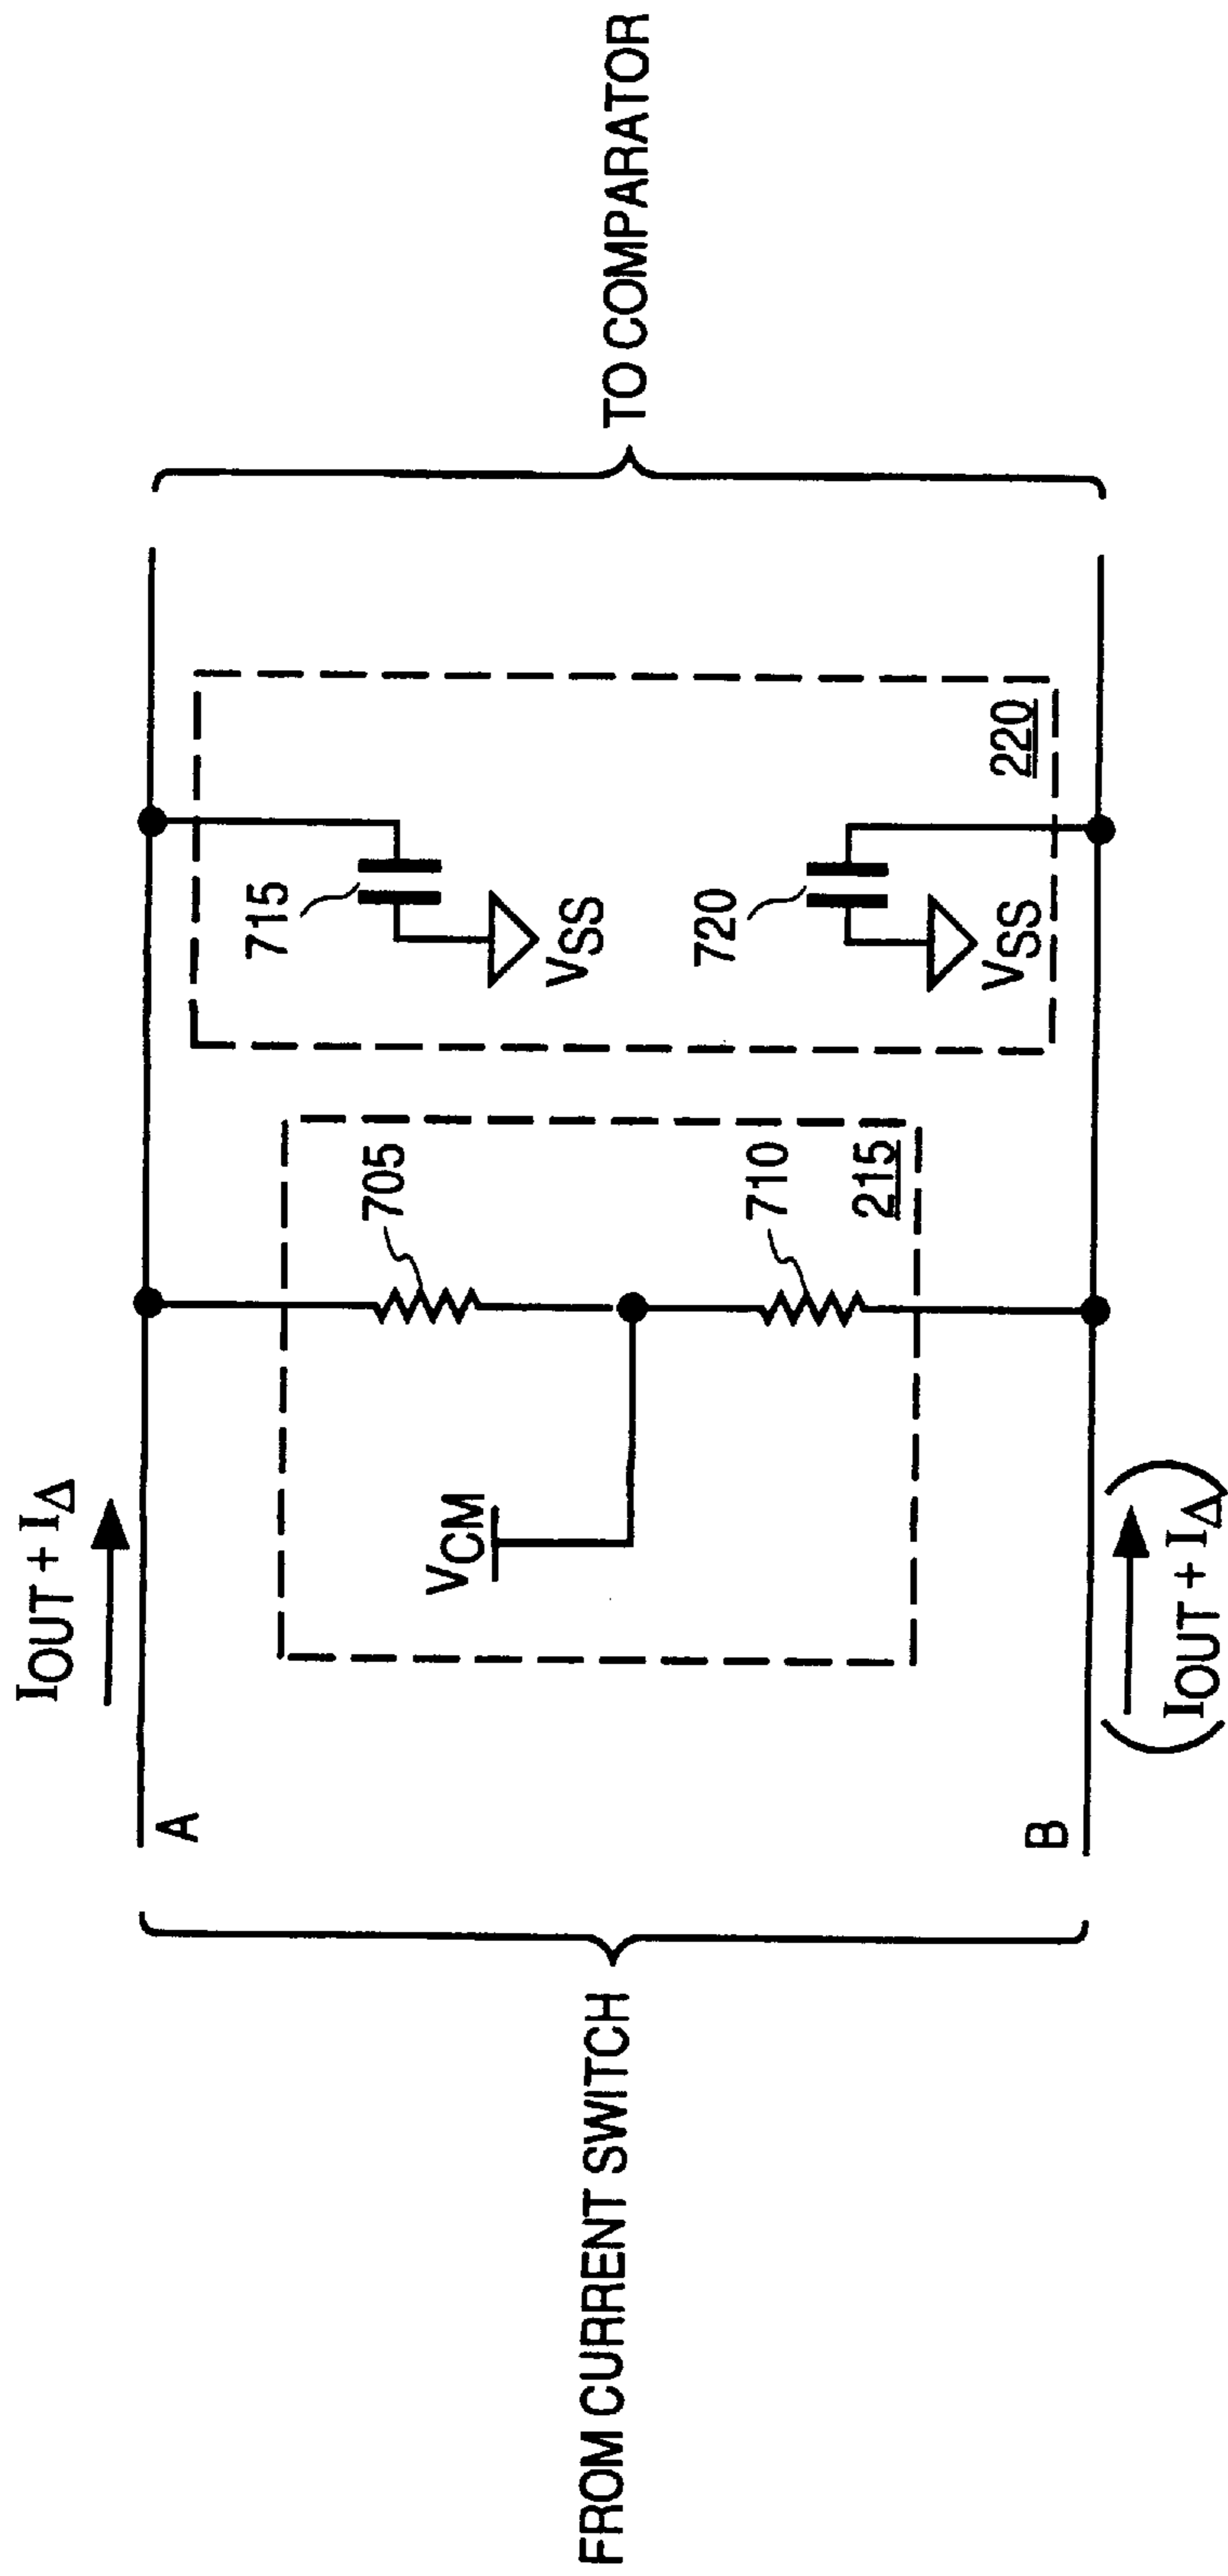 FROM CURRENT SWITCH
A
B
IOUT + IΔ
(IOUT + IΔ)
VCM
705
710
215
715
VSS
720
VSS
220
TO COMPARATOR